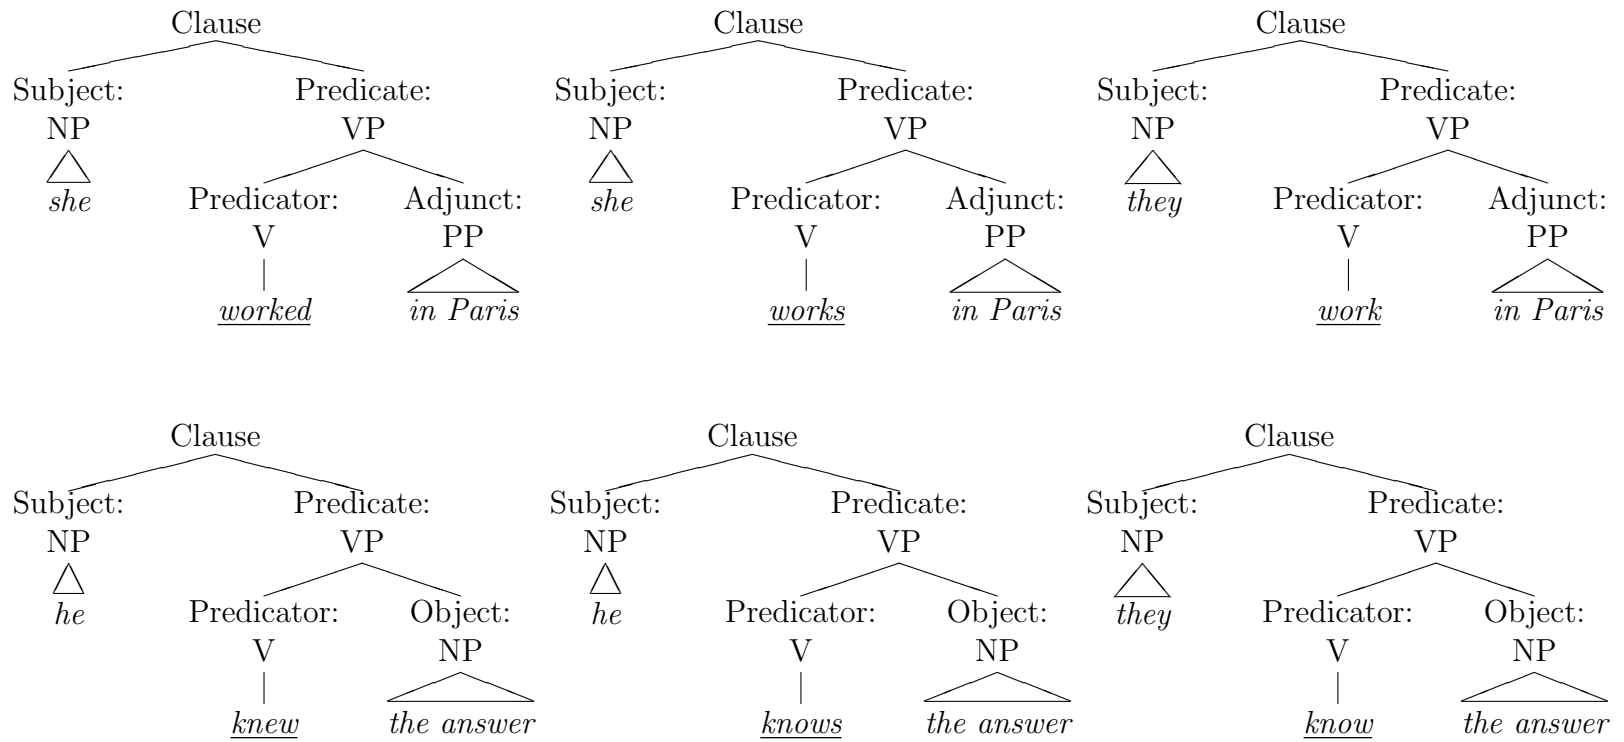 Clause Clause Clause
Subject: Predicate: Subject: Predicate: Subject: Predicate:
NP VP NP VP NP VP
she Predicator: Adjunct: she Predicator: Adjunct: they Predicator: Adjunct:
V PP V PP V PP
worked in Paris works in Paris work in Paris
Clause Clause Clause
Subject: Predicate: Subject: Predicate: Subject: Predicate:
NP VP NP VP NP VP
he Predicator: Object: he Predicator: Object: they Predicator: Object:
V NP V NP V NP
knew the answer knows the answer know the answer